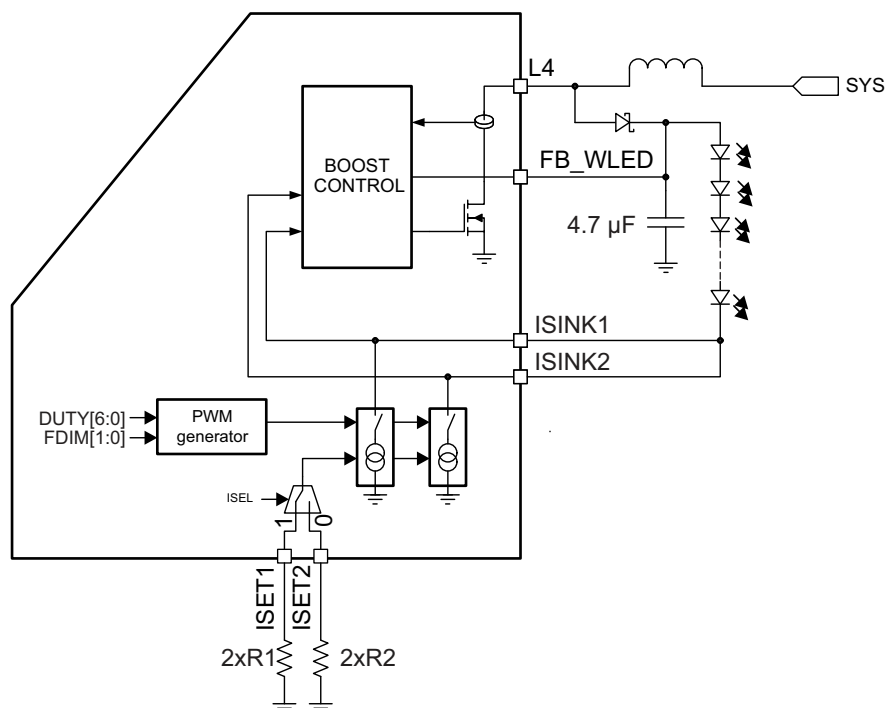 L4
SYS
BOOST
CONTROL
FB_WLED
4.7 µF
ISINK1
ISINK2
DUTY[6:0]
FDIM[1:0]
PWM
generator
ISEL
1
0
ISET1
ISET2
2xR1
2xR2